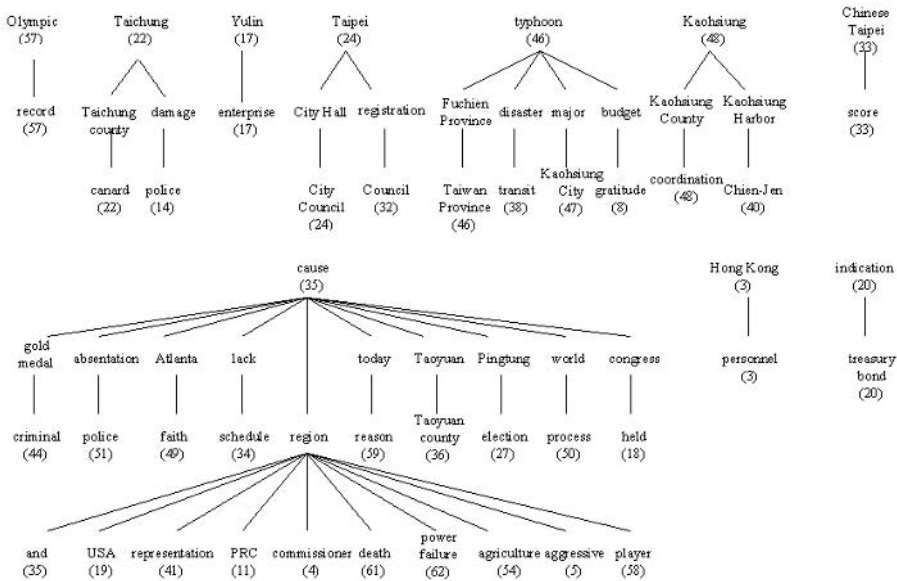 Olympic
(57)
Taichung
(22)
Yulin
(17)
Taipei
(24)
typhoon
(46)
Kaohsiung
(48)
Chinese
Taipei
(33)
record
(57)
Taichung
county
damage
enterprise
(17)
City Hall
registration
Fuchien
Province
disaster
major
budget
Kaohsiung
County
Kaohsiung
Harbor
score
(33)
canard
(22)
police
(14)
City
Council
(24)
Council
(32)
Taiwan
Province
(46)
transit
(38)
Kaohsiung
City
(47)
gratitude
(8)
coordination
(48)
Chien-Jen
(40)
cause
(35)
Hong Kong
(3)
indication
(20)
gold
medal
absentation
Atlanta
lack
today
Taoyuan
Pingtung
world
congress
personnel
(3)
treasury
bond
(20)
criminal
(44)
police
(51)
faith
(49)
schedule
(34)
region
reason
(59)
Taoyuan
county
(36)
election
(27)
process
(50)
held
(18)
and
(35)
USA
(19)
representation
(41)
PRC
(11)
commissioner
(4)
death
(61)
power
failure
(62)
agriculture
(54)
aggressive
(5)
player
(58)